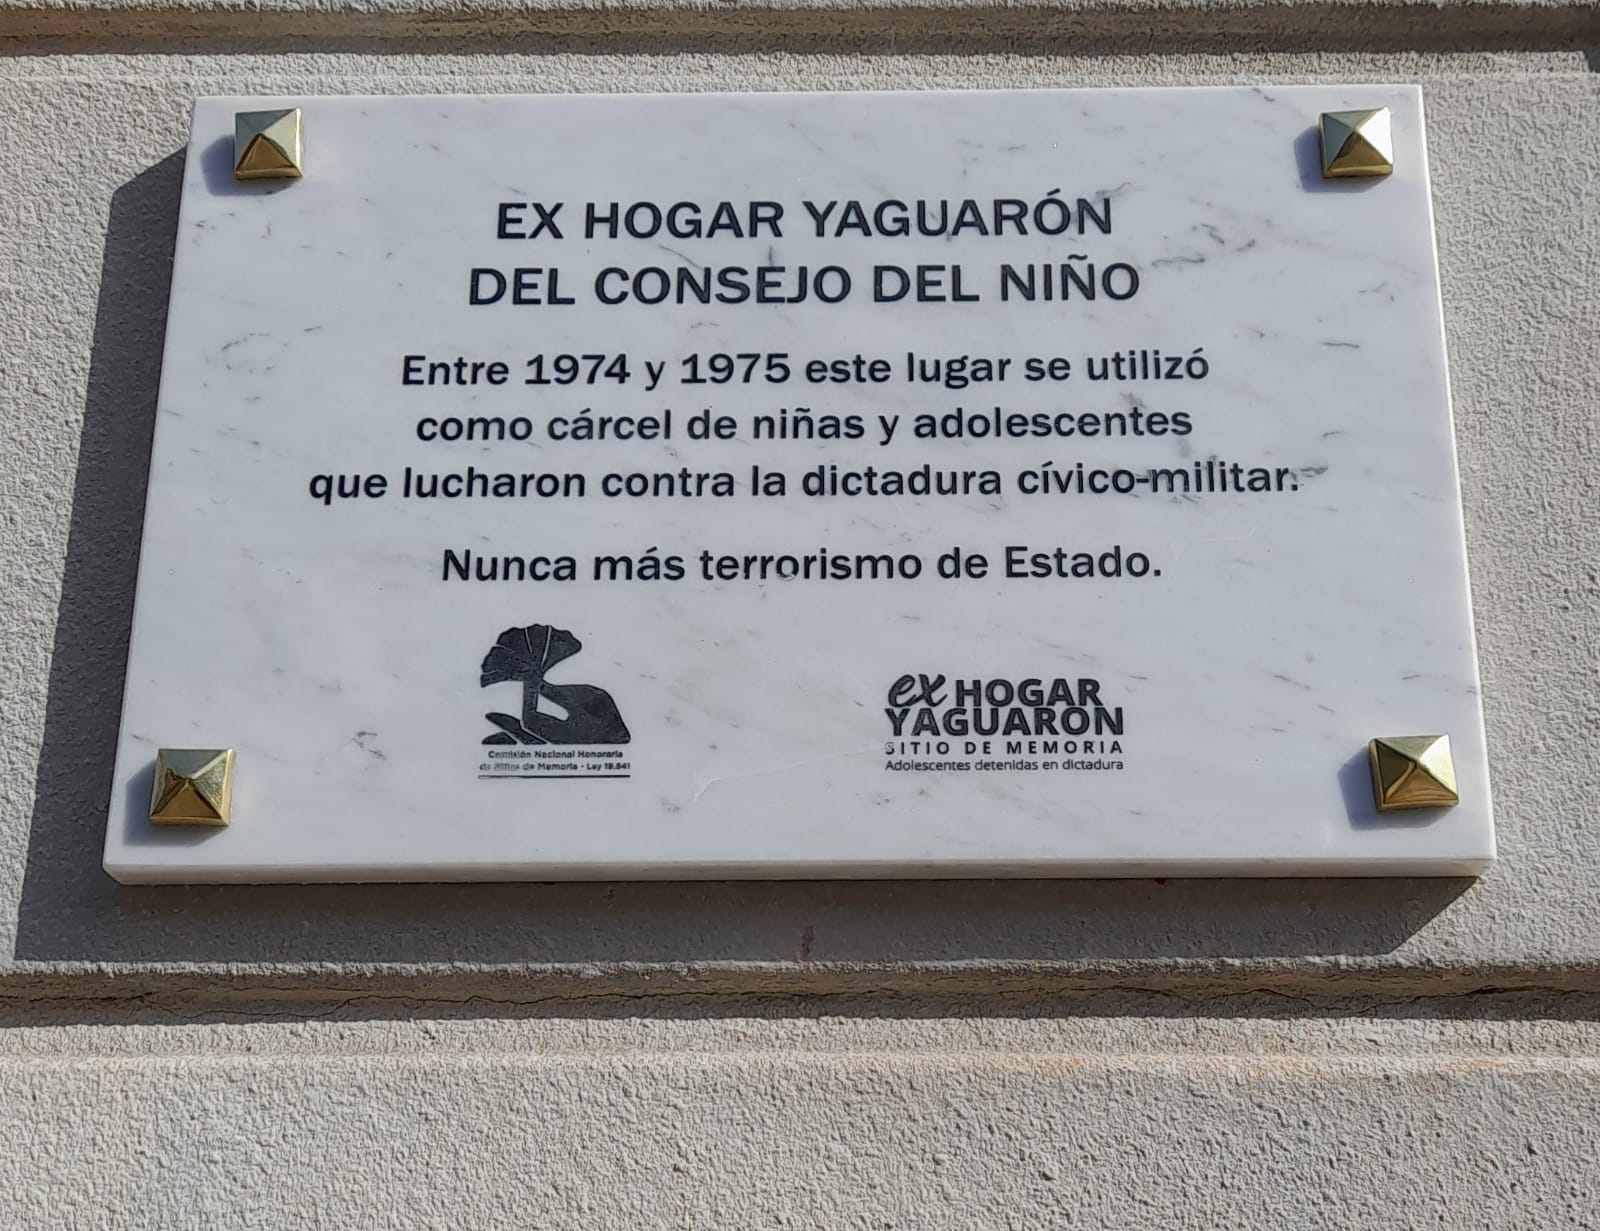 EX HOGAR YAGUARÓN
DEL CONSEJO DEL NIÑO
Entre 1974 y 1975 este lugar se utilizó
como cárcel de niñas y adolescentes
que lucharon contra la dictadura cívico-militar.
Nunca más terrorismo de Estado.
Comisión Nacional Honoraria
de Sitios de Memoria - Ley 19.641
ex HOGAR
YAGUARÓN
SITIO DE MEMORIA
Adolescentes detenidas en dictadura